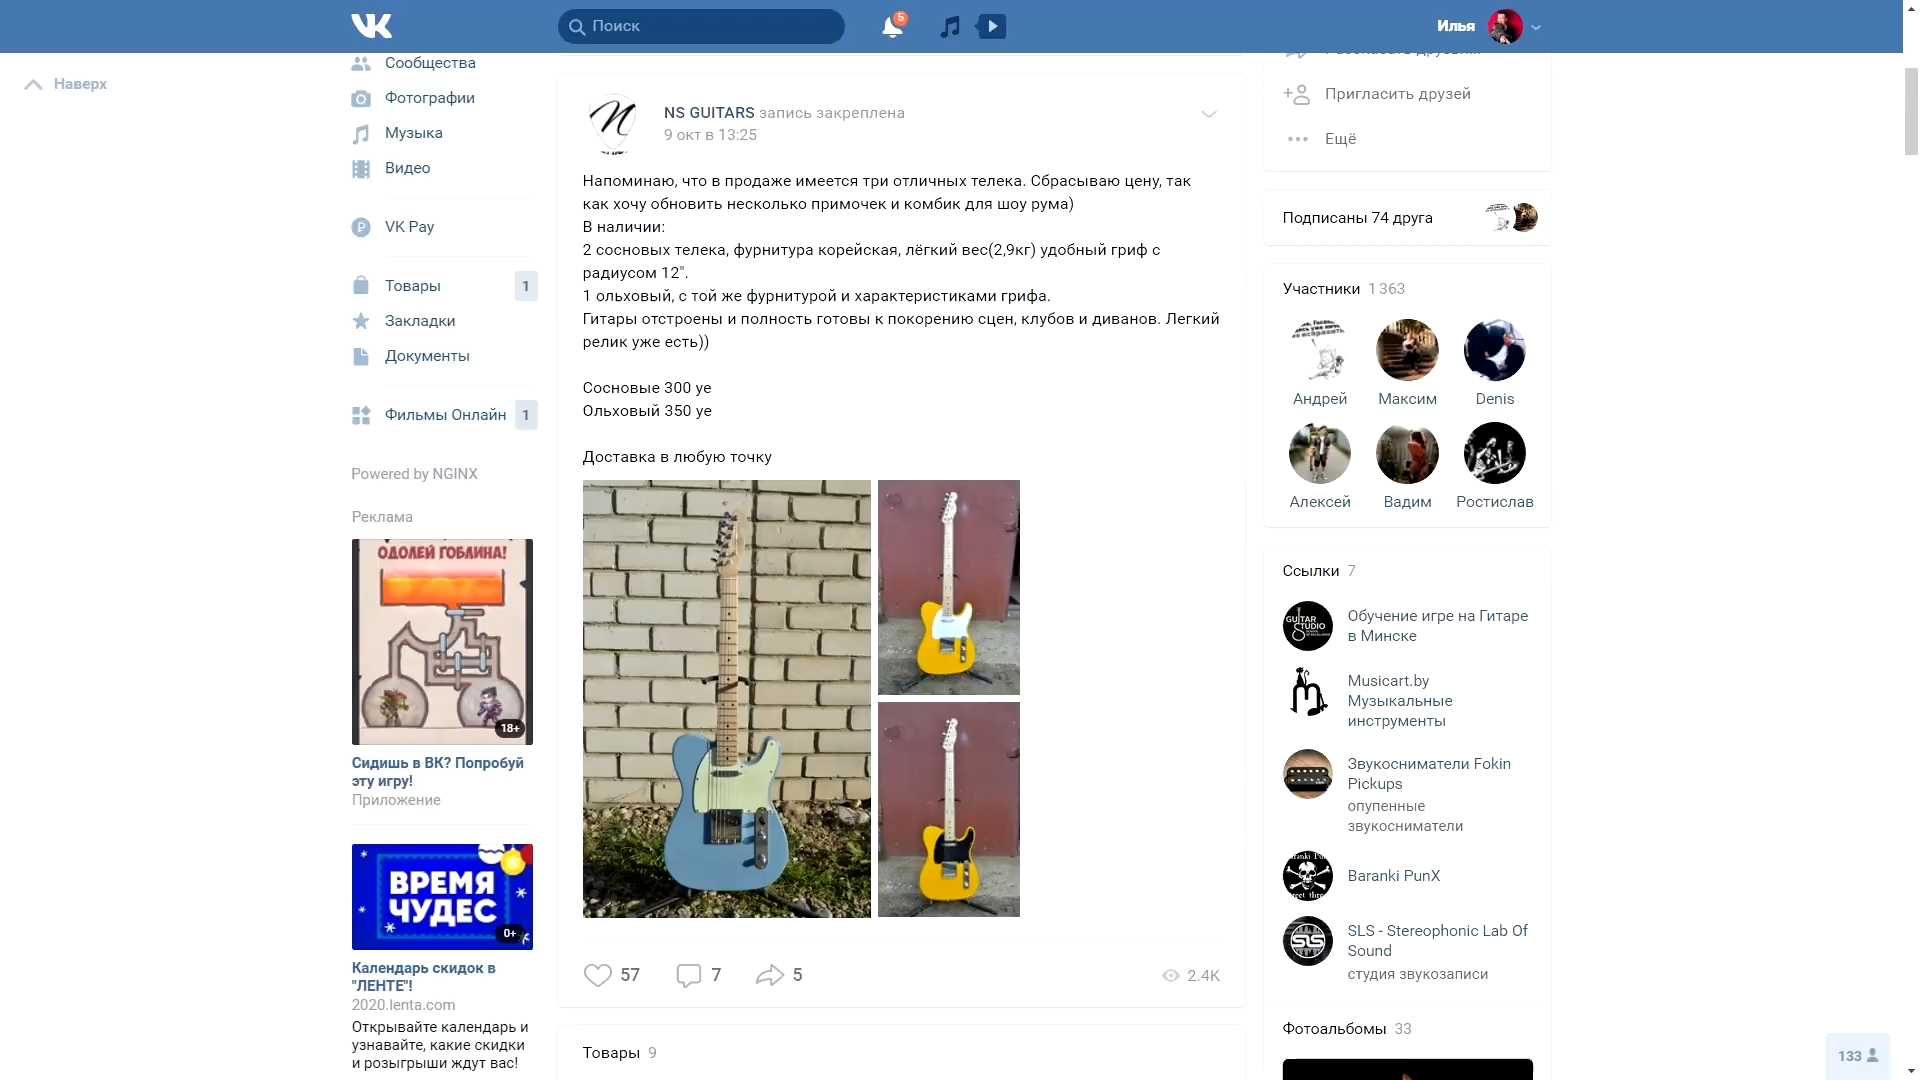 Поиск
5
Илья
Наверх
Сообщества
Фотографии
Музыка
Видео
VK Pay
Товары 1
Закладки
Документы
Фильмы Онлайн 1
Powered by NGINX
Реклама
ОДОЛЕЙ ГОБЛИНА!
18+
Сидишь в ВК? Попробуй
эту игру!
Приложение
ВРЕМЯ
ЧУДЕС
0+
Календарь скидок в
"ЛЕНТЕ"!
2020.lenta.com
Открывайте календарь и
узнавайте, какие скидки
и розыгрыши ждут вас!
NS GUITARS запись закреплена
9 окт в 13:25
Напоминаю, что в продаже имеется три отличных телека. Сбрасываю цену, так
как хочу обновить несколько примочек и комбик для шоу рума)
В наличии:
2 сосновых телека, фурнитура корейская, лёгкий вес(2,9кг) удобный гриф с
радиусом 12".
1 ольховый, с той же фурнитурой и характеристиками грифа.
Гитары отстроены и полность готовы к покорению сцен, клубов и диванов. Легкий
релик уже есть))
Сосновые 300 уе
Ольховый 350 уе
Доставка в любую точку
57
7
5
2.4K
Товары 9
Пригласить друзей
Ещё
Подписаны 74 друга
Участники 1 363
Андрей
Максим
Denis
Алексей
Вадим
Ростислав
Ссылки 7
GUITAR
STUDIO
Обучение игре на Гитаре
в Минске
Musicart.by
Музыкальные
инструменты
Звукосниматели Fokin
Pickups
опупенные
звукосниматели
Baranki PunX
SLS
SLS - Stereophonic Lab Of
Sound
студия звукозаписи
Фотоальбомы 33
133